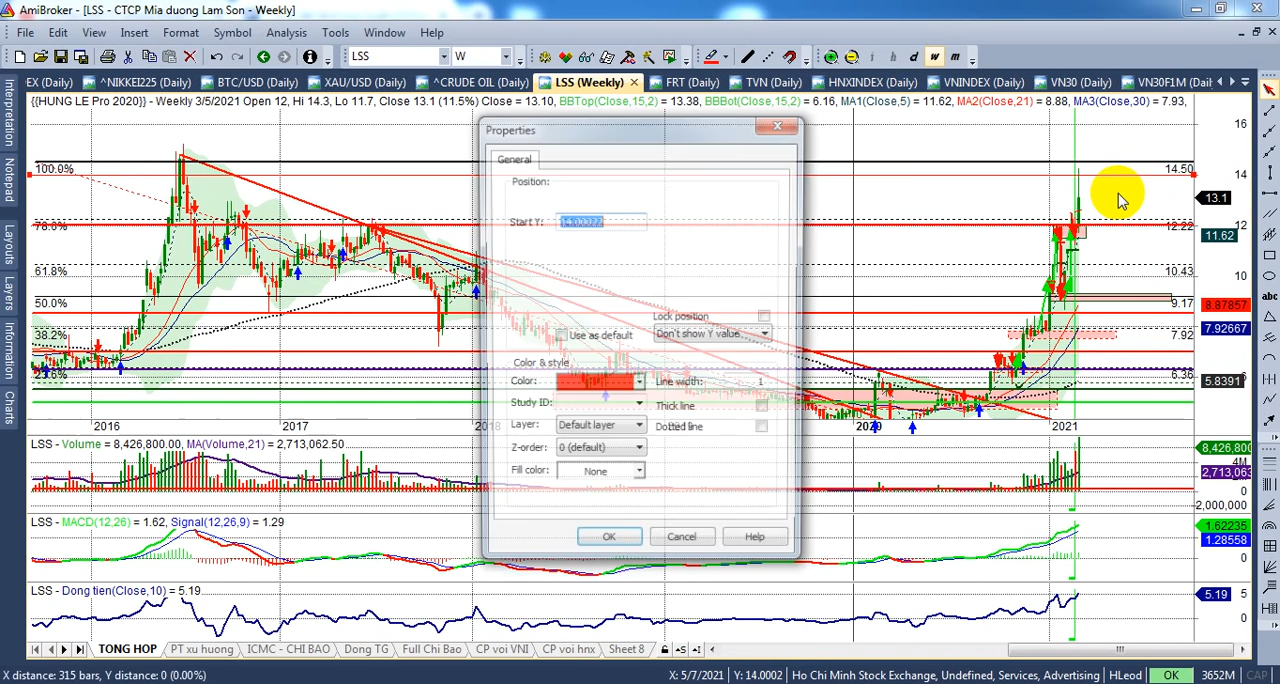 AmiBroker - [LSS - CTCP Mia duong Lam Son - Weekly]
File Edit View Insert Format Symbol Analysis Tools Window Help
LSS W i h d w m
EX (Daily) ^NIKKEI225 (Daily) BTC/USD (Daily) XAU/USD (Daily) ^CRUDE OIL (Daily) LSS (Weekly) FRT (Daily) TVN (Daily) HNXINDEX (Daily) VNINDEX (Daily) VN30 (Daily) VN30F1M (Daily)
{{HUNG LE Pro 2020}} - Weekly 3/5/2021 Open 12, Hi 14.3, Lo 11.7, Close 13.1 (11.5%) Close = 13.10, BBTop(Close,15,2) = 13.38, BBBot(Close,15,2) = 6.16, MA1(Close,5) = 11.62, MA2(Close,21) = 8.88, MA3(Close,30) = 7.93,
Interpretation
Notepad
Layouts
Layers
Information
Charts
Properties
General
Position:
Start Y: 14.00022
Lock position
Use as default Don't show Y value
Color & style
Color: Line width: 1
Study ID: Thick line
Layer: Default layer Dotted line
Z-order: 0 (default)
Fill color: None
OK Cancel Help
100.0% 14.50
12.22
61.8% 10.43
50.0% 9.17
38.2% 7.92
6.36
16
14
13.1
12
11.62
10
8.87857
7.92667
5.8391
2016 2017 2018 2020 2021
LSS - Volume = 8,426,800.00, MA(Volume,21) = 2,713,062.50
8,426,800
4M
2,713,063
2,000,000
LSS - MACD(12,26) = 1.62, Signal(12,26,9) = 1.29
1.62235
1.28558
0
LSS - Dong tien(Close,10) = 5.19
5.19 5
0
TONG HOP PT xu huong ICMC - CHI BAO Dong TG Full Chi Bao CP voi VNI CP voi hnx Sheet 8
X distance: 315 bars, Y distance: 0 (0.00%) X: 5/7/2021 Y: 14.0002 Ho Chi Minh Stock Exchange, Undefined, Services, Advertising HLeod OK 3652M CAP